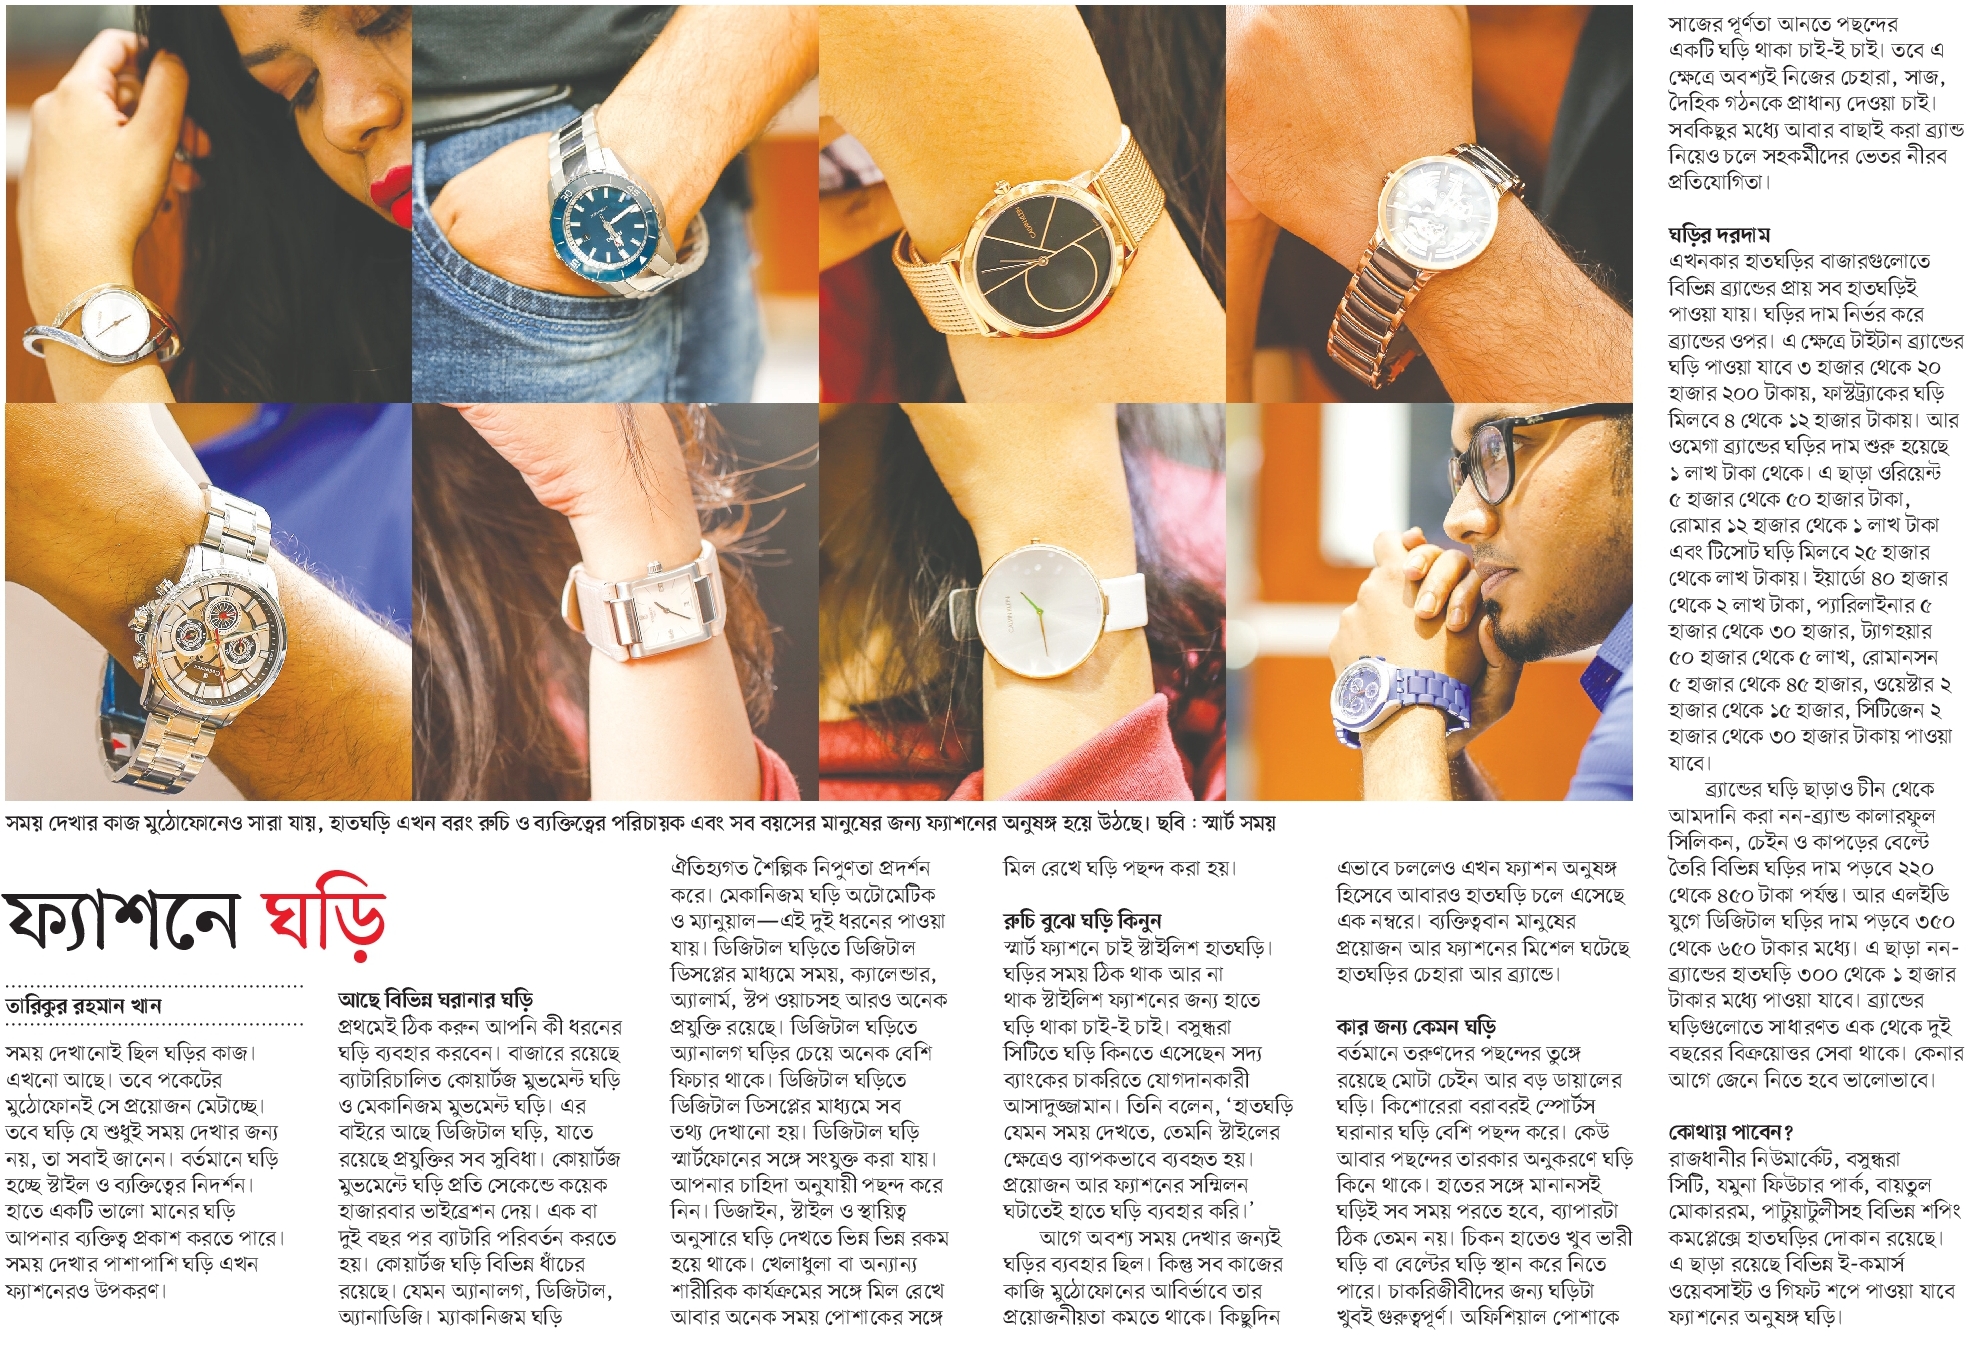 সময় দেখার কাজ মুঠোফোনেও সারা যায়, হাতঘড়ি এখন বরং রুচি ও ব্যক্তিত্বের পরিচায়ক এবং সব বয়সের মানুষের জন্য ফ্যাশনের অনুষঙ্গ হয়ে উঠছে। ছবি : স্মার্ট সময়
ফ্যাশনে ঘড়ি
তারিকুর রহমান খান
সময় দেখানোই ছিল ঘড়ির কাজ।
এখনো আছে। তবে পকেটের
মুঠোফোনই সে প্রয়োজন মেটাচ্ছে।
তবে ঘড়ি যে শুধুই সময় দেখার জন্য
নয়, তা সবাই জানেন। বর্তমানে ঘড়ি
হচ্ছে স্টাইল ও ব্যক্তিত্বের নিদর্শন।
হাতে একটি ভালো মানের ঘড়ি
আপনার ব্যক্তিত্ব প্রকাশ করতে পারে।
সময় দেখার পাশাপাশি ঘড়ি এখন
ফ্যাশনেরও উপকরণ।
আছে বিভিন্ন ঘরানার ঘড়ি
প্রথমেই ঠিক করুন আপনি কী ধরনের
ঘড়ি ব্যবহার করবেন। বাজারে রয়েছে
ব্যাটারিচালিত কোয়ার্টজ মুভমেন্ট ঘড়ি
ও মেকানিজম মুভমেন্ট ঘড়ি। এর
বাইরে আছে ডিজিটাল ঘড়ি, যাতে
রয়েছে প্রযুক্তির সব সুবিধা। কোয়ার্টজ
মুভমেন্টে ঘড়ি প্রতি সেকেন্ডে কয়েক
হাজারবার ভাইব্রেশন দেয়। এক বা
দুই বছর পর ব্যাটারি পরিবর্তন করতে
হয়। কোয়ার্টজ ঘড়ি বিভিন্ন ধাঁচের
রয়েছে। যেমন অ্যানালগ, ডিজিটাল,
অ্যানাডিজি। ম্যাকানিজম ঘড়ি
ঐতিহ্যগত শৈল্পিক নিপুণতা প্রদর্শন
করে। মেকানিজম ঘড়ি অটোমেটিক
ও ম্যানুয়াল—এই দুই ধরনের পাওয়া
যায়। ডিজিটাল ঘড়িতে ডিজিটাল
ডিসপ্লের মাধ্যমে সময়, ক্যালেন্ডার,
অ্যালার্ম, স্টপ ওয়াচসহ আরও অনেক
প্রযুক্তি রয়েছে। ডিজিটাল ঘড়িতে
অ্যানালগ ঘড়ির চেয়ে অনেক বেশি
ফিচার থাকে। ডিজিটাল ঘড়িতে
ডিজিটাল ডিসপ্লের মাধ্যমে সব
তথ্য দেখানো হয়। ডিজিটাল ঘড়ি
স্মার্টফোনের সঙ্গে সংযুক্ত করা যায়।
আপনার চাহিদা অনুযায়ী পছন্দ করে
নিন। ডিজাইন, স্টাইল ও স্থায়িত্ব
অনুসারে ঘড়ি দেখতে ভিন্ন ভিন্ন রকম
হয়ে থাকে। খেলাধুলা বা অন্যান্য
শারীরিক কার্যক্রমের সঙ্গে মিল রেখে
আবার অনেক সময় পোশাকের সঙ্গে
মিল রেখে ঘড়ি পছন্দ করা হয়।
রুচি বুঝে ঘড়ি কিনুন
স্মার্ট ফ্যাশনে চাই স্টাইলিশ হাতঘড়ি।
ঘড়ির সময় ঠিক থাক আর না
থাক স্টাইলিশ ফ্যাশনের জন্য হাতে
ঘড়ি থাকা চাই-ই চাই। বসুন্ধরা
সিটিতে ঘড়ি কিনতে এসেছেন সদ্য
ব্যাংকের চাকরিতে যোগদানকারী
আসাদুজ্জামান। তিনি বলেন, ‘হাতঘড়ি
যেমন সময় দেখতে, তেমনি স্টাইলের
ক্ষেত্রেও ব্যাপকভাবে ব্যবহৃত হয়।
প্রয়োজন আর ফ্যাশনের সম্মিলন
ঘটাতেই হাতে ঘড়ি ব্যবহার করি।’
আগে অবশ্য সময় দেখার জন্যই
ঘড়ির ব্যবহার ছিল। কিন্তু সব কাজের
কাজি মুঠোফোনের আবির্ভাবে তার
প্রয়োজনীয়তা কমতে থাকে। কিছুদিন
এভাবে চললেও এখন ফ্যাশন অনুষঙ্গ
হিসেবে আবারও হাতঘড়ি চলে এসেছে
এক নম্বরে। ব্যক্তিত্ববান মানুষের
প্রয়োজন আর ফ্যাশনের মিশেল ঘটেছে
হাতঘড়ির চেহারা আর ব্র্যান্ডে।
কার জন্য কেমন ঘড়ি
বর্তমানে তরুণদের পছন্দের তুঙ্গে
রয়েছে মোটা চেইন আর বড় ডায়ালের
ঘড়ি। কিশোরেরা বরাবরই স্পোর্টস
ঘরানার ঘড়ি বেশি পছন্দ করে। কেউ
আবার পছন্দের তারকার অনুকরণে ঘড়ি
কিনে থাকে। হাতের সঙ্গে মানানসই
ঘড়িই সব সময় পরতে হবে, ব্যাপারটা
ঠিক তেমন নয়। চিকন হাতেও খুব ভারী
ঘড়ি বা বেল্টের ঘড়ি স্থান করে নিতে
পারে। চাকরিজীবীদের জন্য ঘড়িটা
খুবই গুরুত্বপূর্ণ। অফিশিয়াল পোশাকে
সাজের পূর্ণতা আনতে পছন্দের
একটি ঘড়ি থাকা চাই-ই চাই। তবে এ
ক্ষেত্রে অবশ্যই নিজের চেহারা, সাজ,
দৈহিক গঠনকে প্রাধান্য দেওয়া চাই।
সবকিছুর মধ্যে আবার বাছাই করা ব্র্যান্ড
নিয়েও চলে সহকর্মীদের ভেতর নীরব
প্রতিযোগিতা।
ঘড়ির দরদাম
এখনকার হাতঘড়ির বাজারগুলোতে
বিভিন্ন ব্র্যান্ডের প্রায় সব হাতঘড়িই
পাওয়া যায়। ঘড়ির দাম নির্ভর করে
ব্র্যান্ডের ওপর। এ ক্ষেত্রে টাইটান ব্র্যান্ডের
ঘড়ি পাওয়া যাবে ৩ হাজার থেকে ২০
হাজার ২০০ টাকায়, ফাস্টট্র্যাকের ঘড়ি
মিলবে ৪ থেকে ১২ হাজার টাকায়। আর
ওমেগা ব্র্যান্ডের ঘড়ির দাম শুরু হয়েছে
১ লাখ টাকা থেকে। এ ছাড়া ওরিয়েন্ট
৫ হাজার থেকে ৫০ হাজার টাকা,
রোমার ১২ হাজার থেকে ১ লাখ টাকা
এবং টিসোট ঘড়ি মিলবে ২৫ হাজার
থেকে লাখ টাকায়। ইয়ার্ডো ৪০ হাজার
থেকে ২ লাখ টাকা, প্যারিলাইনার ৫
হাজার থেকে ৩০ হাজার, ট্যাগহয়ার
৫০ হাজার থেকে ৫ লাখ, রোমানসন
৫ হাজার থেকে ৪৫ হাজার, ওয়েস্টার ২
হাজার থেকে ১৫ হাজার, সিটিজেন ২
হাজার থেকে ৩০ হাজার টাকায় পাওয়া
যাবে।
ব্র্যান্ডের ঘড়ি ছাড়াও চীন থেকে
আমদানি করা নন-ব্র্যান্ড কালারফুল
সিলিকন, চেইন ও কাপড়ের বেল্টে
তৈরি বিভিন্ন ঘড়ির দাম পড়বে ২২০
থেকে ৪৫০ টাকা পর্যন্ত। আর এলইডি
যুগে ডিজিটাল ঘড়ির দাম পড়বে ৩৫০
থেকে ৬৫০ টাকার মধ্যে। এ ছাড়া নন-
ব্র্যান্ডের হাতঘড়ি ৩০০ থেকে ১ হাজার
টাকার মধ্যে পাওয়া যাবে। ব্র্যান্ডের
ঘড়িগুলোতে সাধারণত এক থেকে দুই
বছরের বিক্রয়োত্তর সেবা থাকে। কেনার
আগে জেনে নিতে হবে ভালোভাবে।
কোথায় পাবেন?
রাজধানীর নিউমার্কেট, বসুন্ধরা
সিটি, যমুনা ফিউচার পার্ক, বায়তুল
মোকাররম, পাটুয়াটুলীসহ বিভিন্ন শপিং
কমপ্লেক্সে হাতঘড়ির দোকান রয়েছে।
এ ছাড়া রয়েছে বিভিন্ন ই-কমার্স
ওয়েবসাইট ও গিফট শপে পাওয়া যাবে
ফ্যাশনের অনুষঙ্গ ঘড়ি।